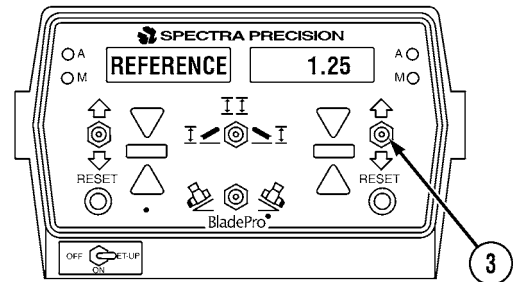 SPECTRA PRECISION
A
M
REFERENCE
1.25
A
M
RESET
RESET
BladePro
OFF
SET-UP
ON
3